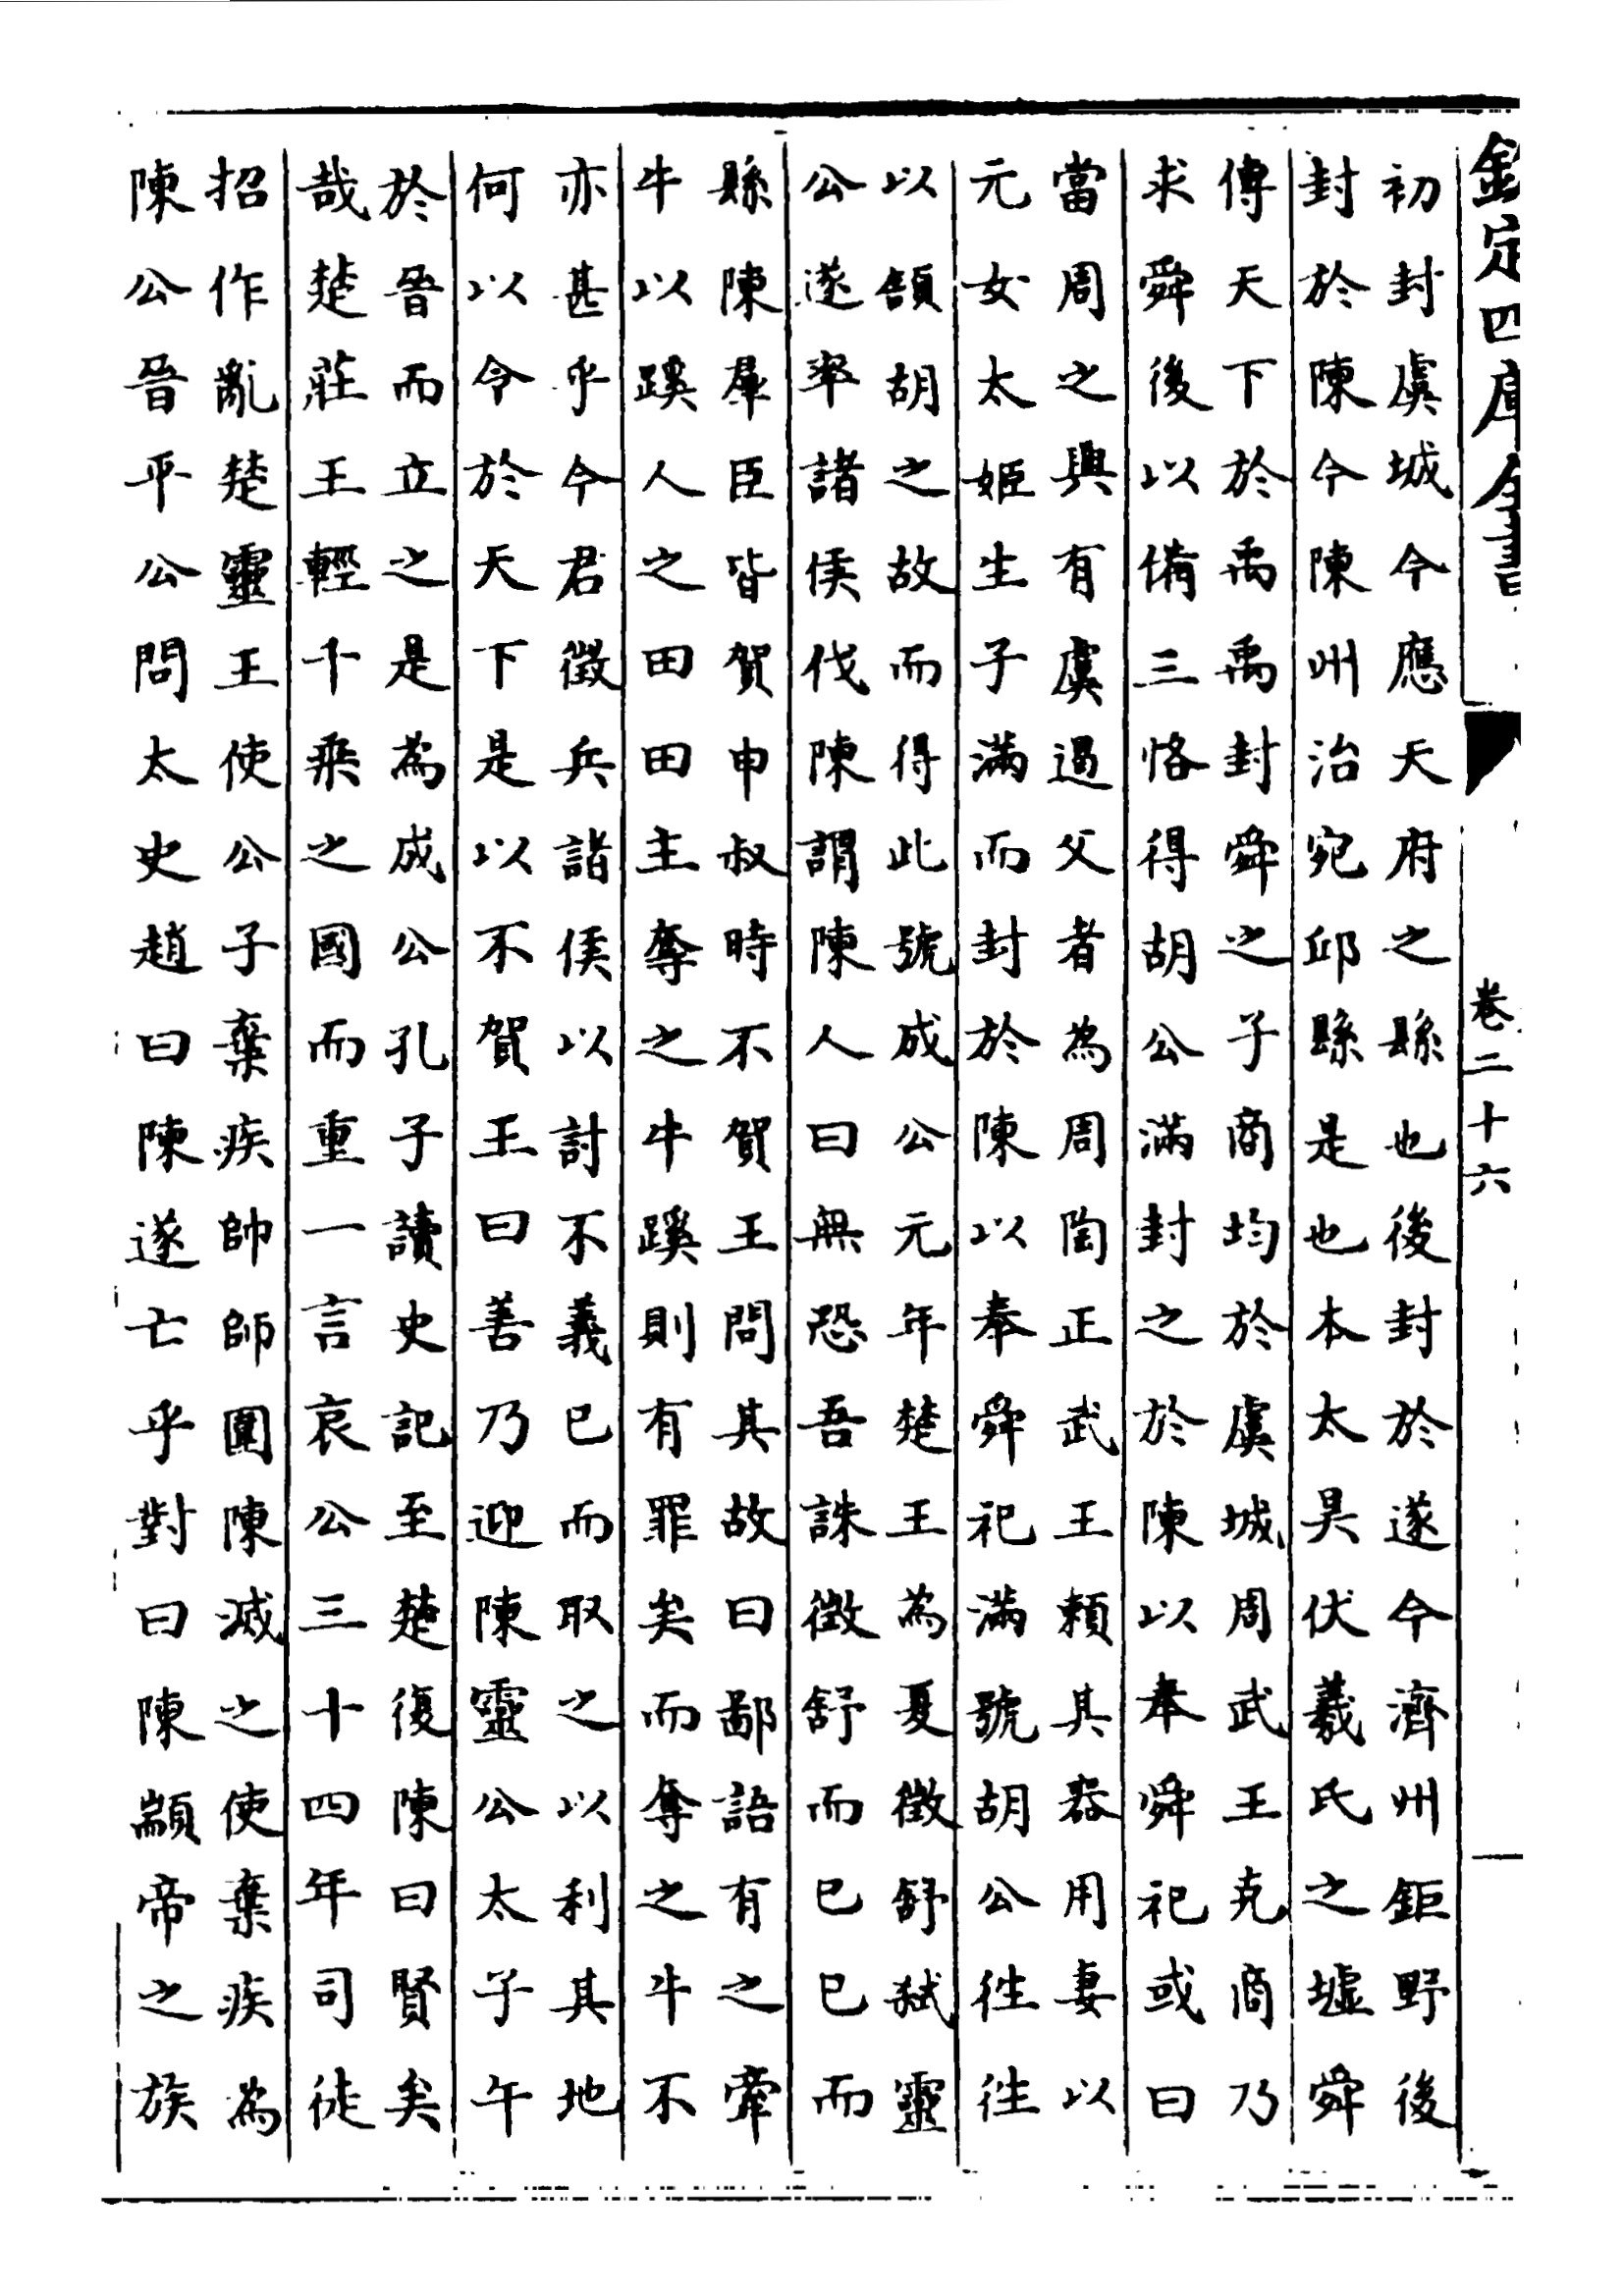 欽定四庫全書
卷二十六
初封虞城今應天府之縣也後封於遂今濟州鉅野後
封於陳今陳州治宛邱縣是也本太昊伏羲氏之墟舜
傳天下於禹禹封舜之子商均於虞城周武王克商乃
求舜後以備三恪得胡公滿封之於陳以奉舜祀或曰
當周之興有虞過父者為周陶正武王賴其器用妻以
元女太姬生子滿而封於陳以奉舜祀滿號胡公徃徃
以額胡之故而得此號成公元年楚王為夏徵舒弑靈
公遂率諸侯伐陳謂陳人曰無恐吾誅徵舒而已已而
縣陳羣臣皆賀申叔時不賀王問其故曰鄙語有之牽
牛以蹊人之田田主奪之牛蹊則有罪矣而奪之牛不
亦甚乎今君徵兵諸侯以討不義已而取之以利其地
何以令於天下是以不賀王曰善乃迎陳靈公太子午
於晉而立之是為成公孔子讀史記至楚復陳曰賢矣
哉楚莊王輕千乘之國而重一言哀公三十四年司徒
招作亂楚靈王使公子棄疾帥師圍陳滅之使棄疾為
陳公晉平公問太史趙曰陳遂亡乎對曰陳顓帝之族